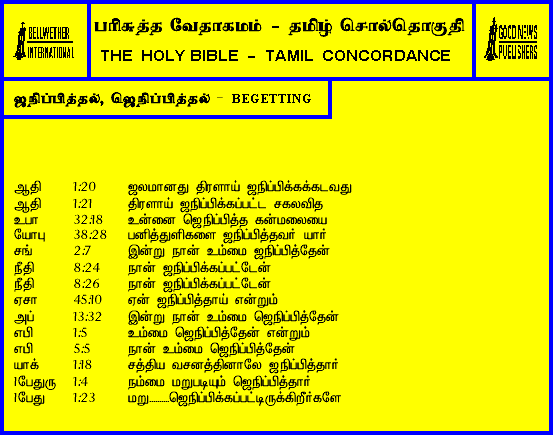 BELLWETHER
INTERNATIONAL
பரிசுத்த வேதாகமம் - தமிழ் சொல்தொகுதி
THE HOLY BIBLE - TAMIL CONCORDANCE
GOOD NEWS
PUBLISHERS
ஜநிப்பித்தல், ஜெநிப்பித்தல் - BEGETTING
ஆதி 1:20 ஜலமானது திரளாய் ஜநிப்பிக்கக்கடவது
ஆதி 1:21 திரளாய் ஜநிப்பிக்கப்பட்ட சகலவித
உபா 32:18 உன்னை ஜெநிப்பித்த கன்மலையை
யோபு 38:28 பனித்துளிகளை ஜநிப்பித்தவர் யார்
சங் 2:7 இன்று நான் உம்மை ஜநிப்பித்தேன்
நீதி 8:24 நான் ஜநிப்பிக்கப்பட்டேன்
நீதி 8:26 நான் ஜநிப்பிக்கப்பட்டேன்
ஏசா 45:10 ஏன் ஜநிப்பித்தாய் என்றும்
அப் 13:32 இன்று நான் உம்மை ஜெநிப்பித்தேன்
எபி 1:5 உம்மை ஜெநிப்பித்தேன் என்றும்
எபி 5:5 நான் உம்மை ஜெநிப்பித்தேன்
யாக் 1:18 சத்திய வசனத்தினாலே ஜநிப்பித்தார்
1பேதுரு 1:4 நம்மை மறுபடியும் ஜெநிப்பித்தார்
1பேது 1:23 மறு.........ஜெநிப்பிக்கப்பட்டிருக்கிறீர்களே